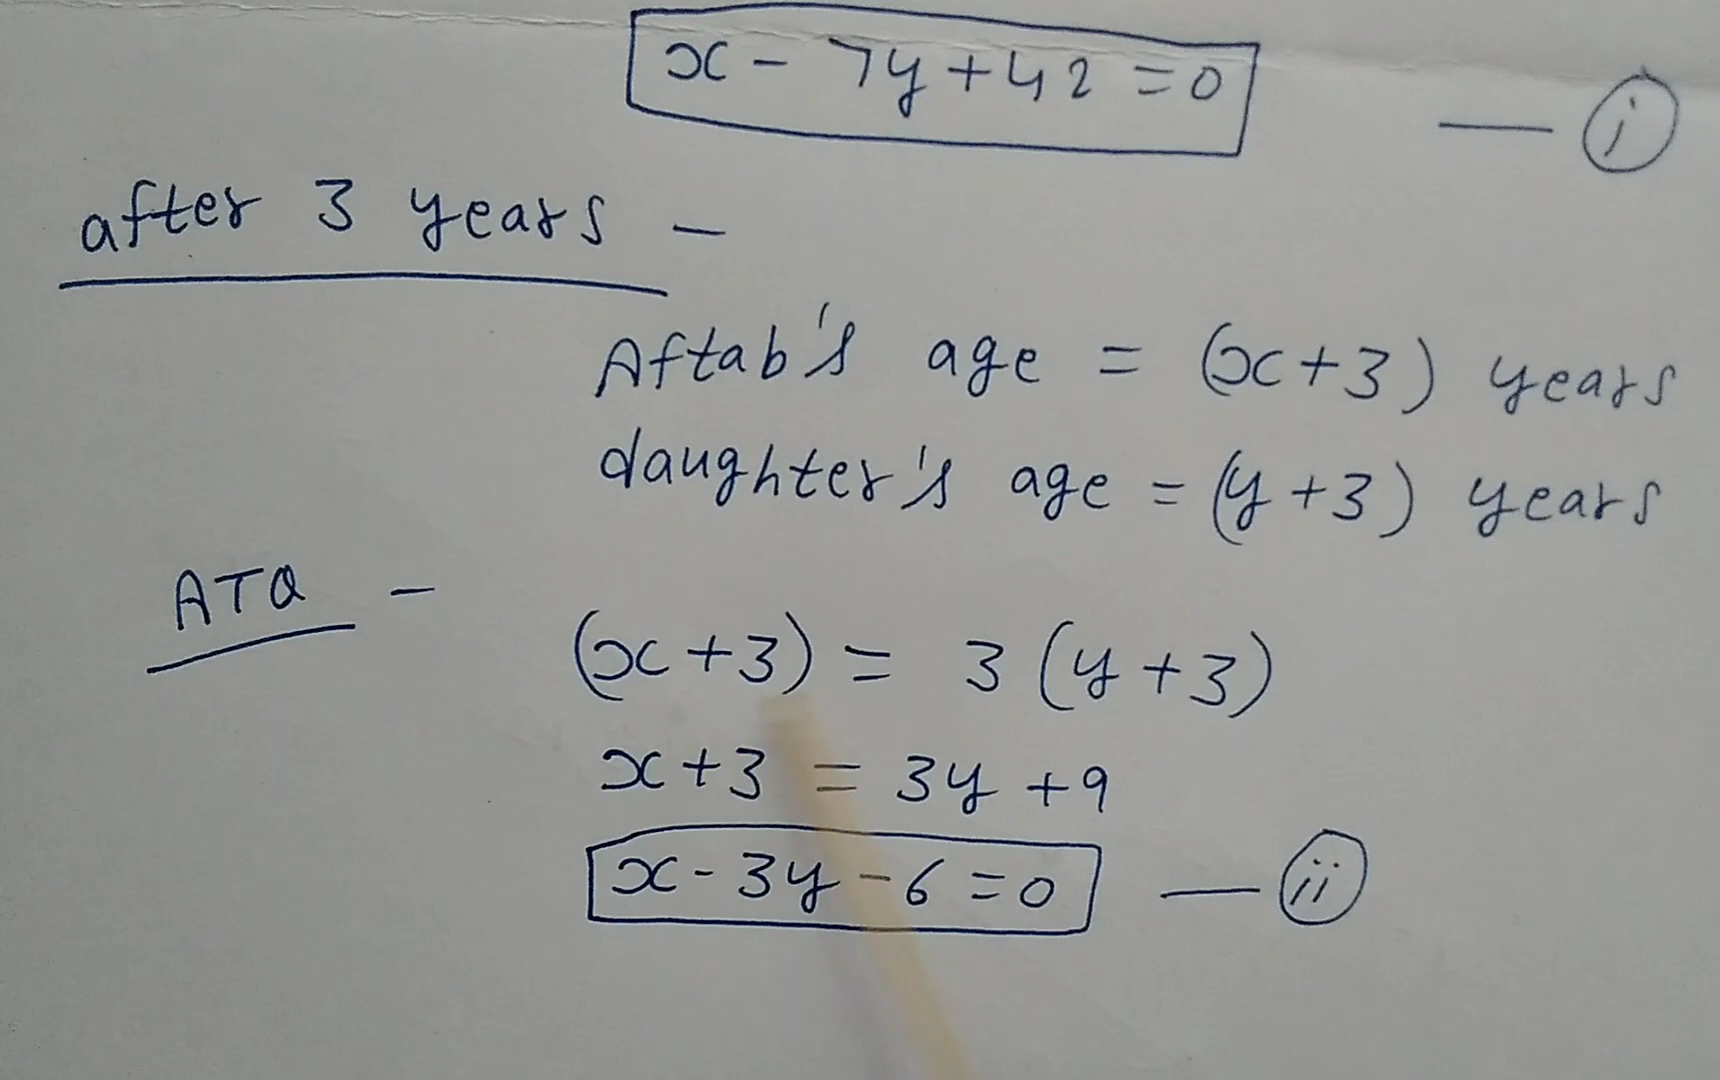 x - 7y + 42 = 0 — (i)
after 3 years -
Aftab's age = (x+3) years
daughter's age = (y+3) years
ATQ -
(x+3) = 3 (y+3)
x+3 = 3y +9
x - 3y - 6 = 0 — (ii)